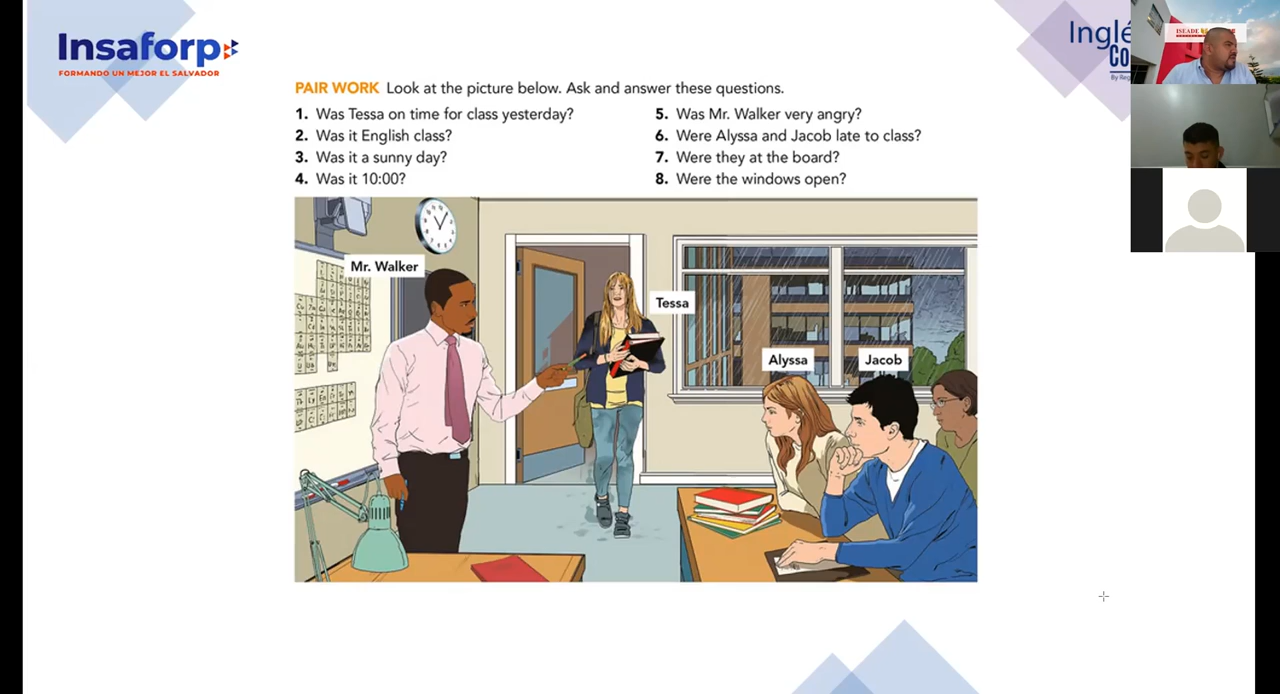 Insaforp
FORMANDO UN MEJOR EL SALVADOR
Inglé
CO
By Reg
PAIR WORK Look at the picture below. Ask and answer these questions.
1. Was Tessa on time for class yesterday?
2. Was it English class?
3. Was it a sunny day?
4. Was it 10:00?
5. Was Mr. Walker very angry?
6. Were Alyssa and Jacob late to class?
7. Were they at the board?
8. Were the windows open?
Mr. Walker
Tessa
Alyssa
Jacob